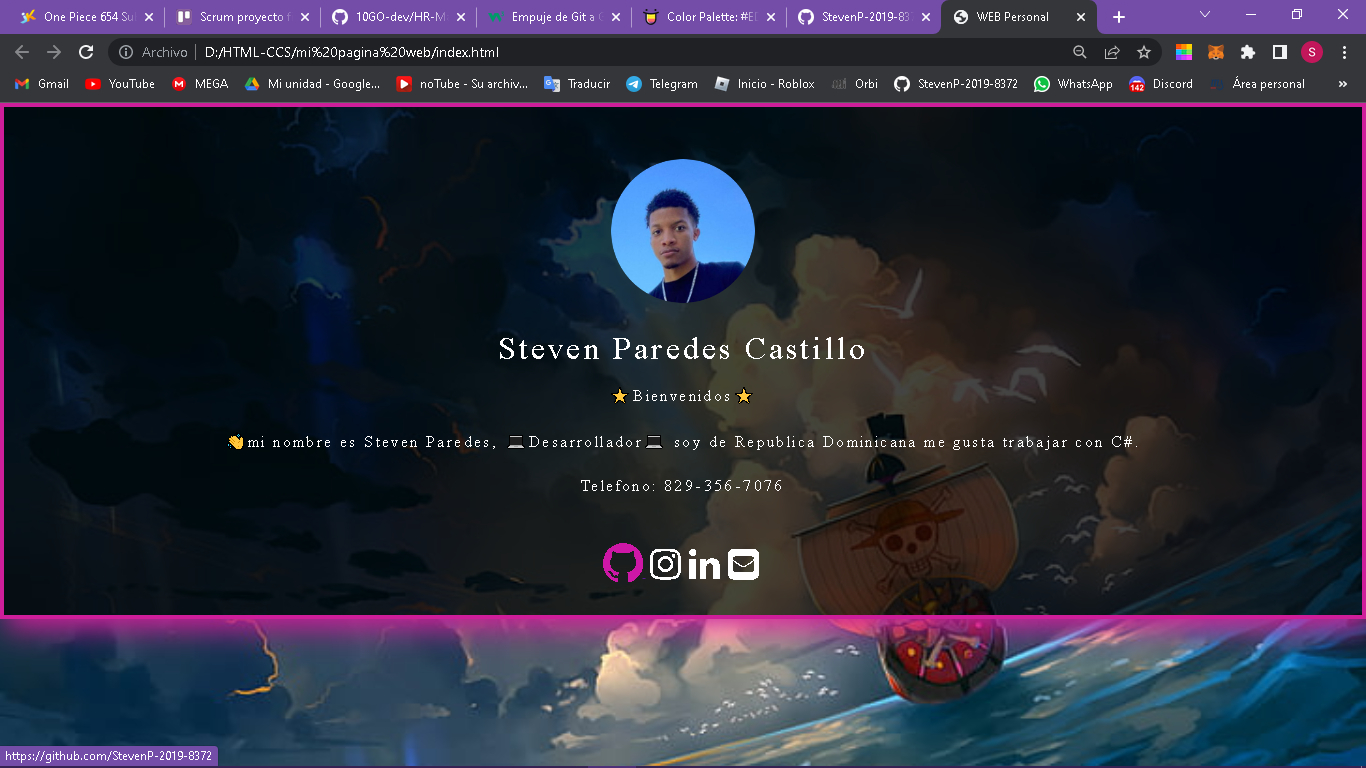 One Piece 654 Su
Scrum proyecto f
10GO-dev/HR-M
Empuje de Git a G
Color Palette: #E
StevenP-2019-83
WEB Personal
Archivo
D:/HTML-CCS/mi%20pagina%20web/index.html
S
Gmail
YouTube
MEGA
Mi unidad - Google...
noTube - Su archiv...
Traducir
Telegram
Inicio - Roblox
Orbi
StevenP-2019-8372
WhatsApp
142
Discord
Área personal
»
Steven Paredes Castillo
⭐Bienvenidos⭐
👏mi nombre es Steven Paredes, 💻Desarrollador💻 soy de Republica Dominicana me gusta trabajar con C#.
Telefono: 829-356-7076
in
https://github.com/StevenP-2019-8372